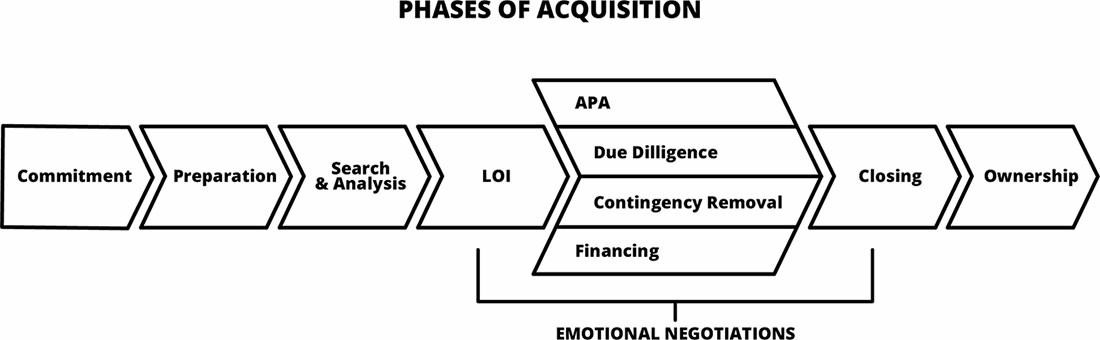 PHASES OF ACQUISITION
Commitment
Preparation
Search
& Analysis
LOI
APA
Due Dilligence
Contingency Removal
Financing
Closing
Ownership
EMOTIONAL NEGOTIATIONS